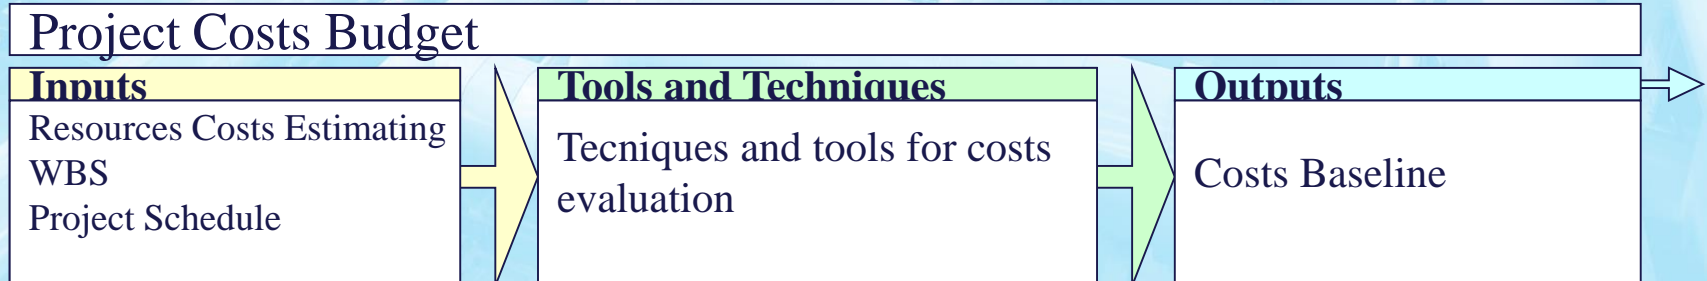 Project Costs Budget
Inputs
Resources Costs Estimating
WBS
Project Schedule
Tools and Techniques
Tecniques and tools for costs
evaluation
Outputs
Costs Baseline